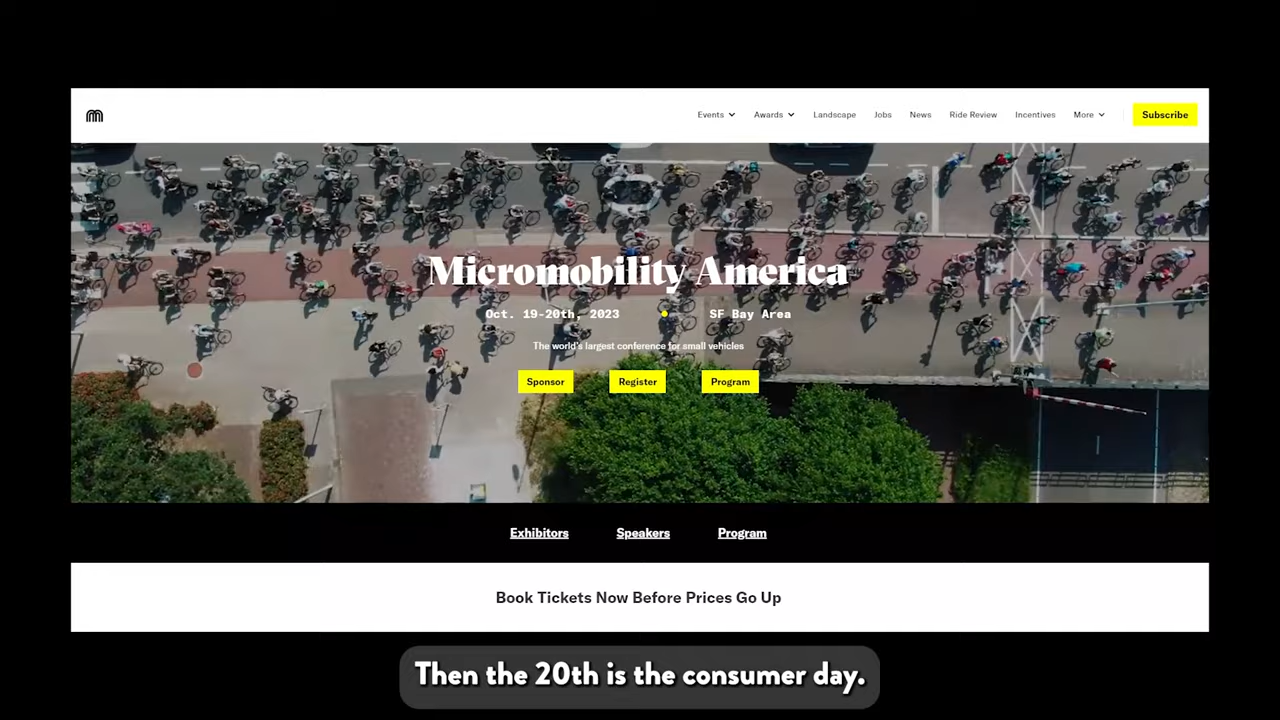 Events Awards Landscape Jobs News Ride Review Incentives More Subscribe
Micromobility America
Oct. 19-20th, 2023 SF Bay Area
The world's largest conference for small vehicles
Sponsor Register Program
Exhibitors Speakers Program
Book Tickets Now Before Prices Go Up
Then the 20th is the consumer day.